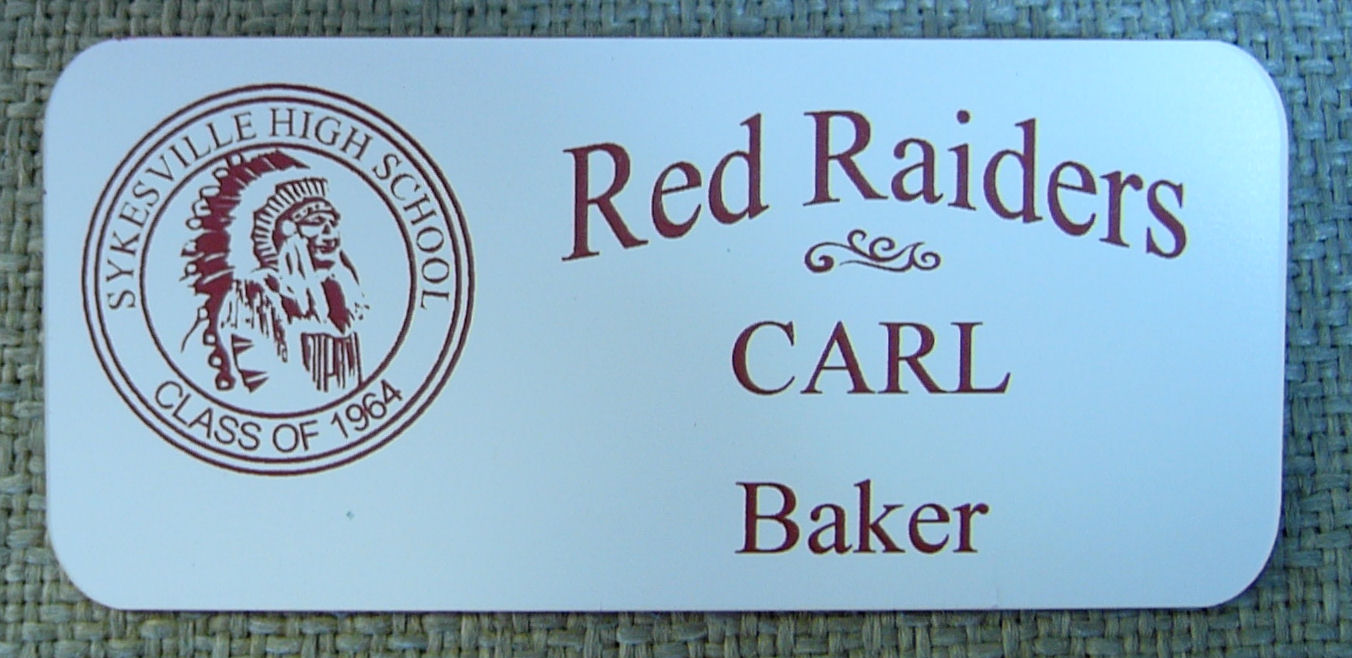 SYKESVILLE HIGH SCHOOL
CLASS OF 1964
Red Raiders
CARL
Baker